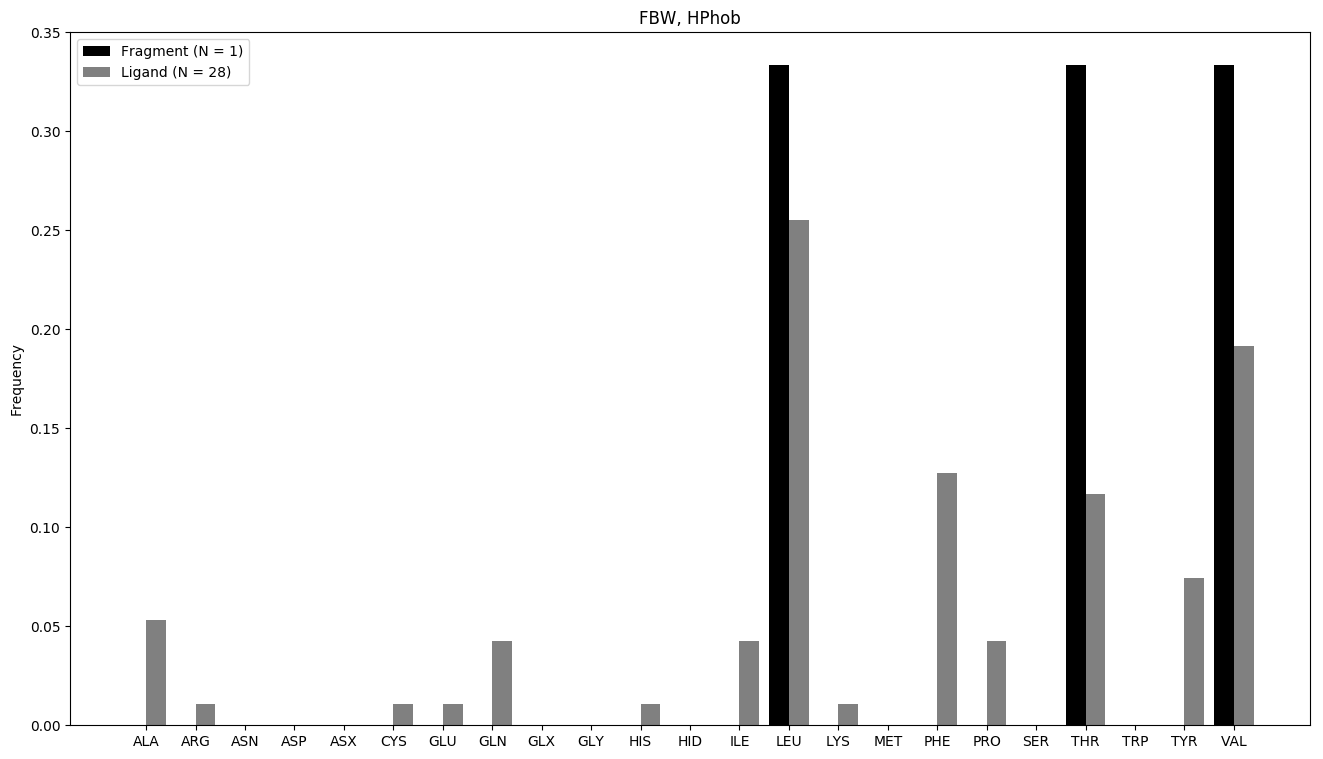 FBW, HPhob
Fragment (N = 1)
Ligand (N = 28)
Frequency
0.35
0.30
0.25
0.20
0.15
0.10
0.05
0.00
ALA ARG ASN ASP ASX CYS GLU GLN GLX GLY HIS HID ILE LEU LYS MET PHE PRO SER THR TRP TYR VAL